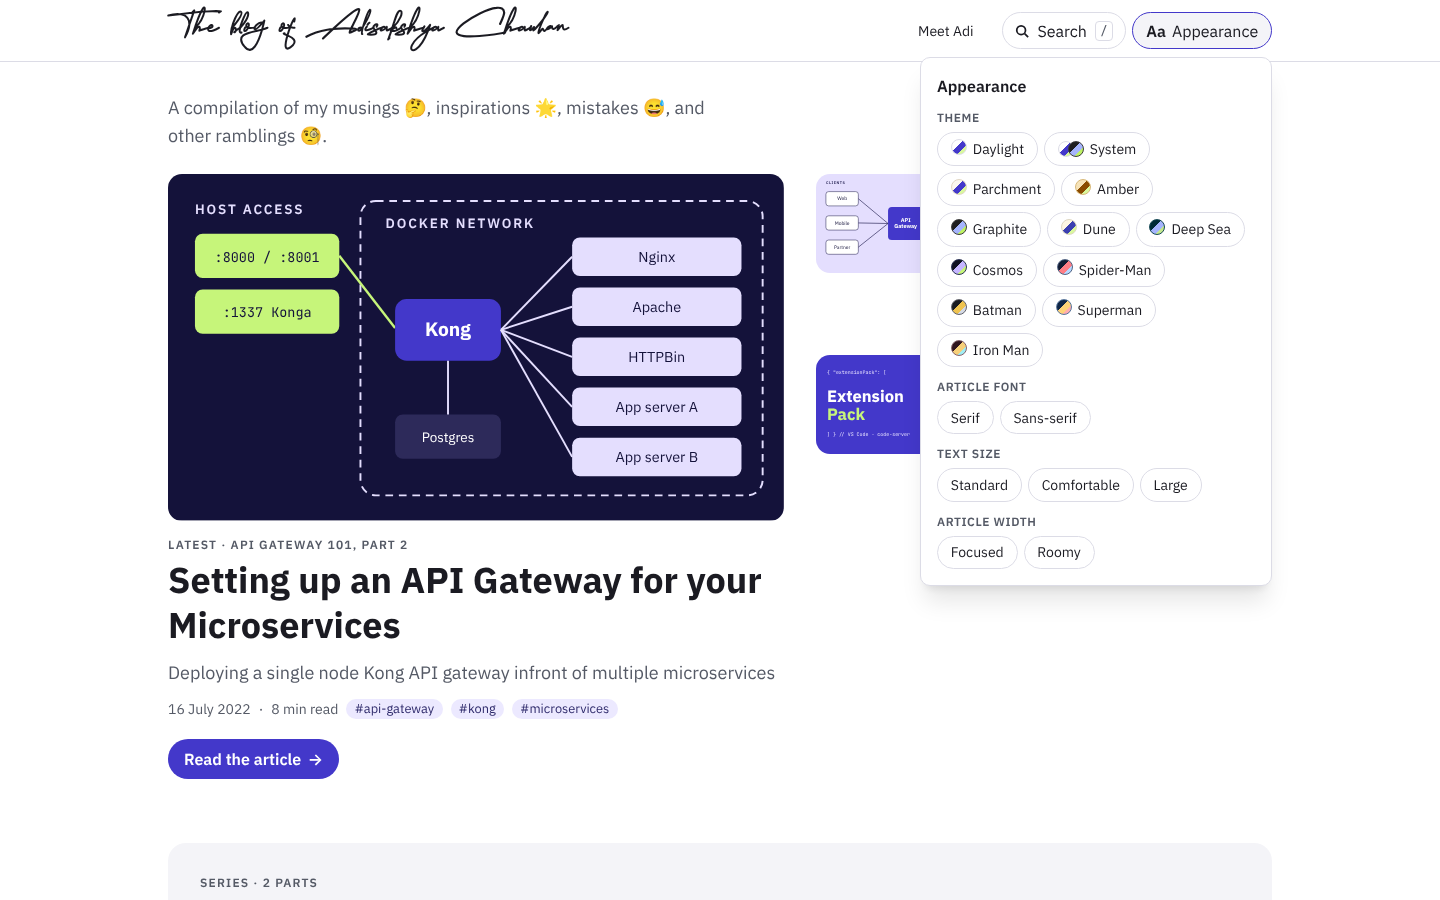 The blog of Adisakshya Chauhan
Meet Adi
Search /
Aa Appearance
A compilation of my musings 🤔, inspirations 🌟, mistakes 😅, and
other ramblings 🧐.
HOST ACCESS
:8000 / :8001
:1337 Konga
DOCKER NETWORK
Kong
Postgres
Nginx
Apache
HTTPBin
App server A
App server B
CLIENTS
Web
Mobile
Partner
API
Gateway
{ "extensionPack": [
Extension
Pack
] } // VS Code · code-server
LATEST · API GATEWAY 101, PART 2
Setting up an API Gateway for your
Microservices
Deploying a single node Kong API gateway infront of multiple microservices
16 July 2022 · 8 min read #api-gateway #kong #microservices
Read the article →
SERIES · 2 PARTS
Appearance
THEME
Daylight System
Parchment Amber
Graphite Dune Deep Sea
Cosmos Spider-Man
Batman Superman
Iron Man
ARTICLE FONT
Serif Sans-serif
TEXT SIZE
Standard Comfortable Large
ARTICLE WIDTH
Focused Roomy